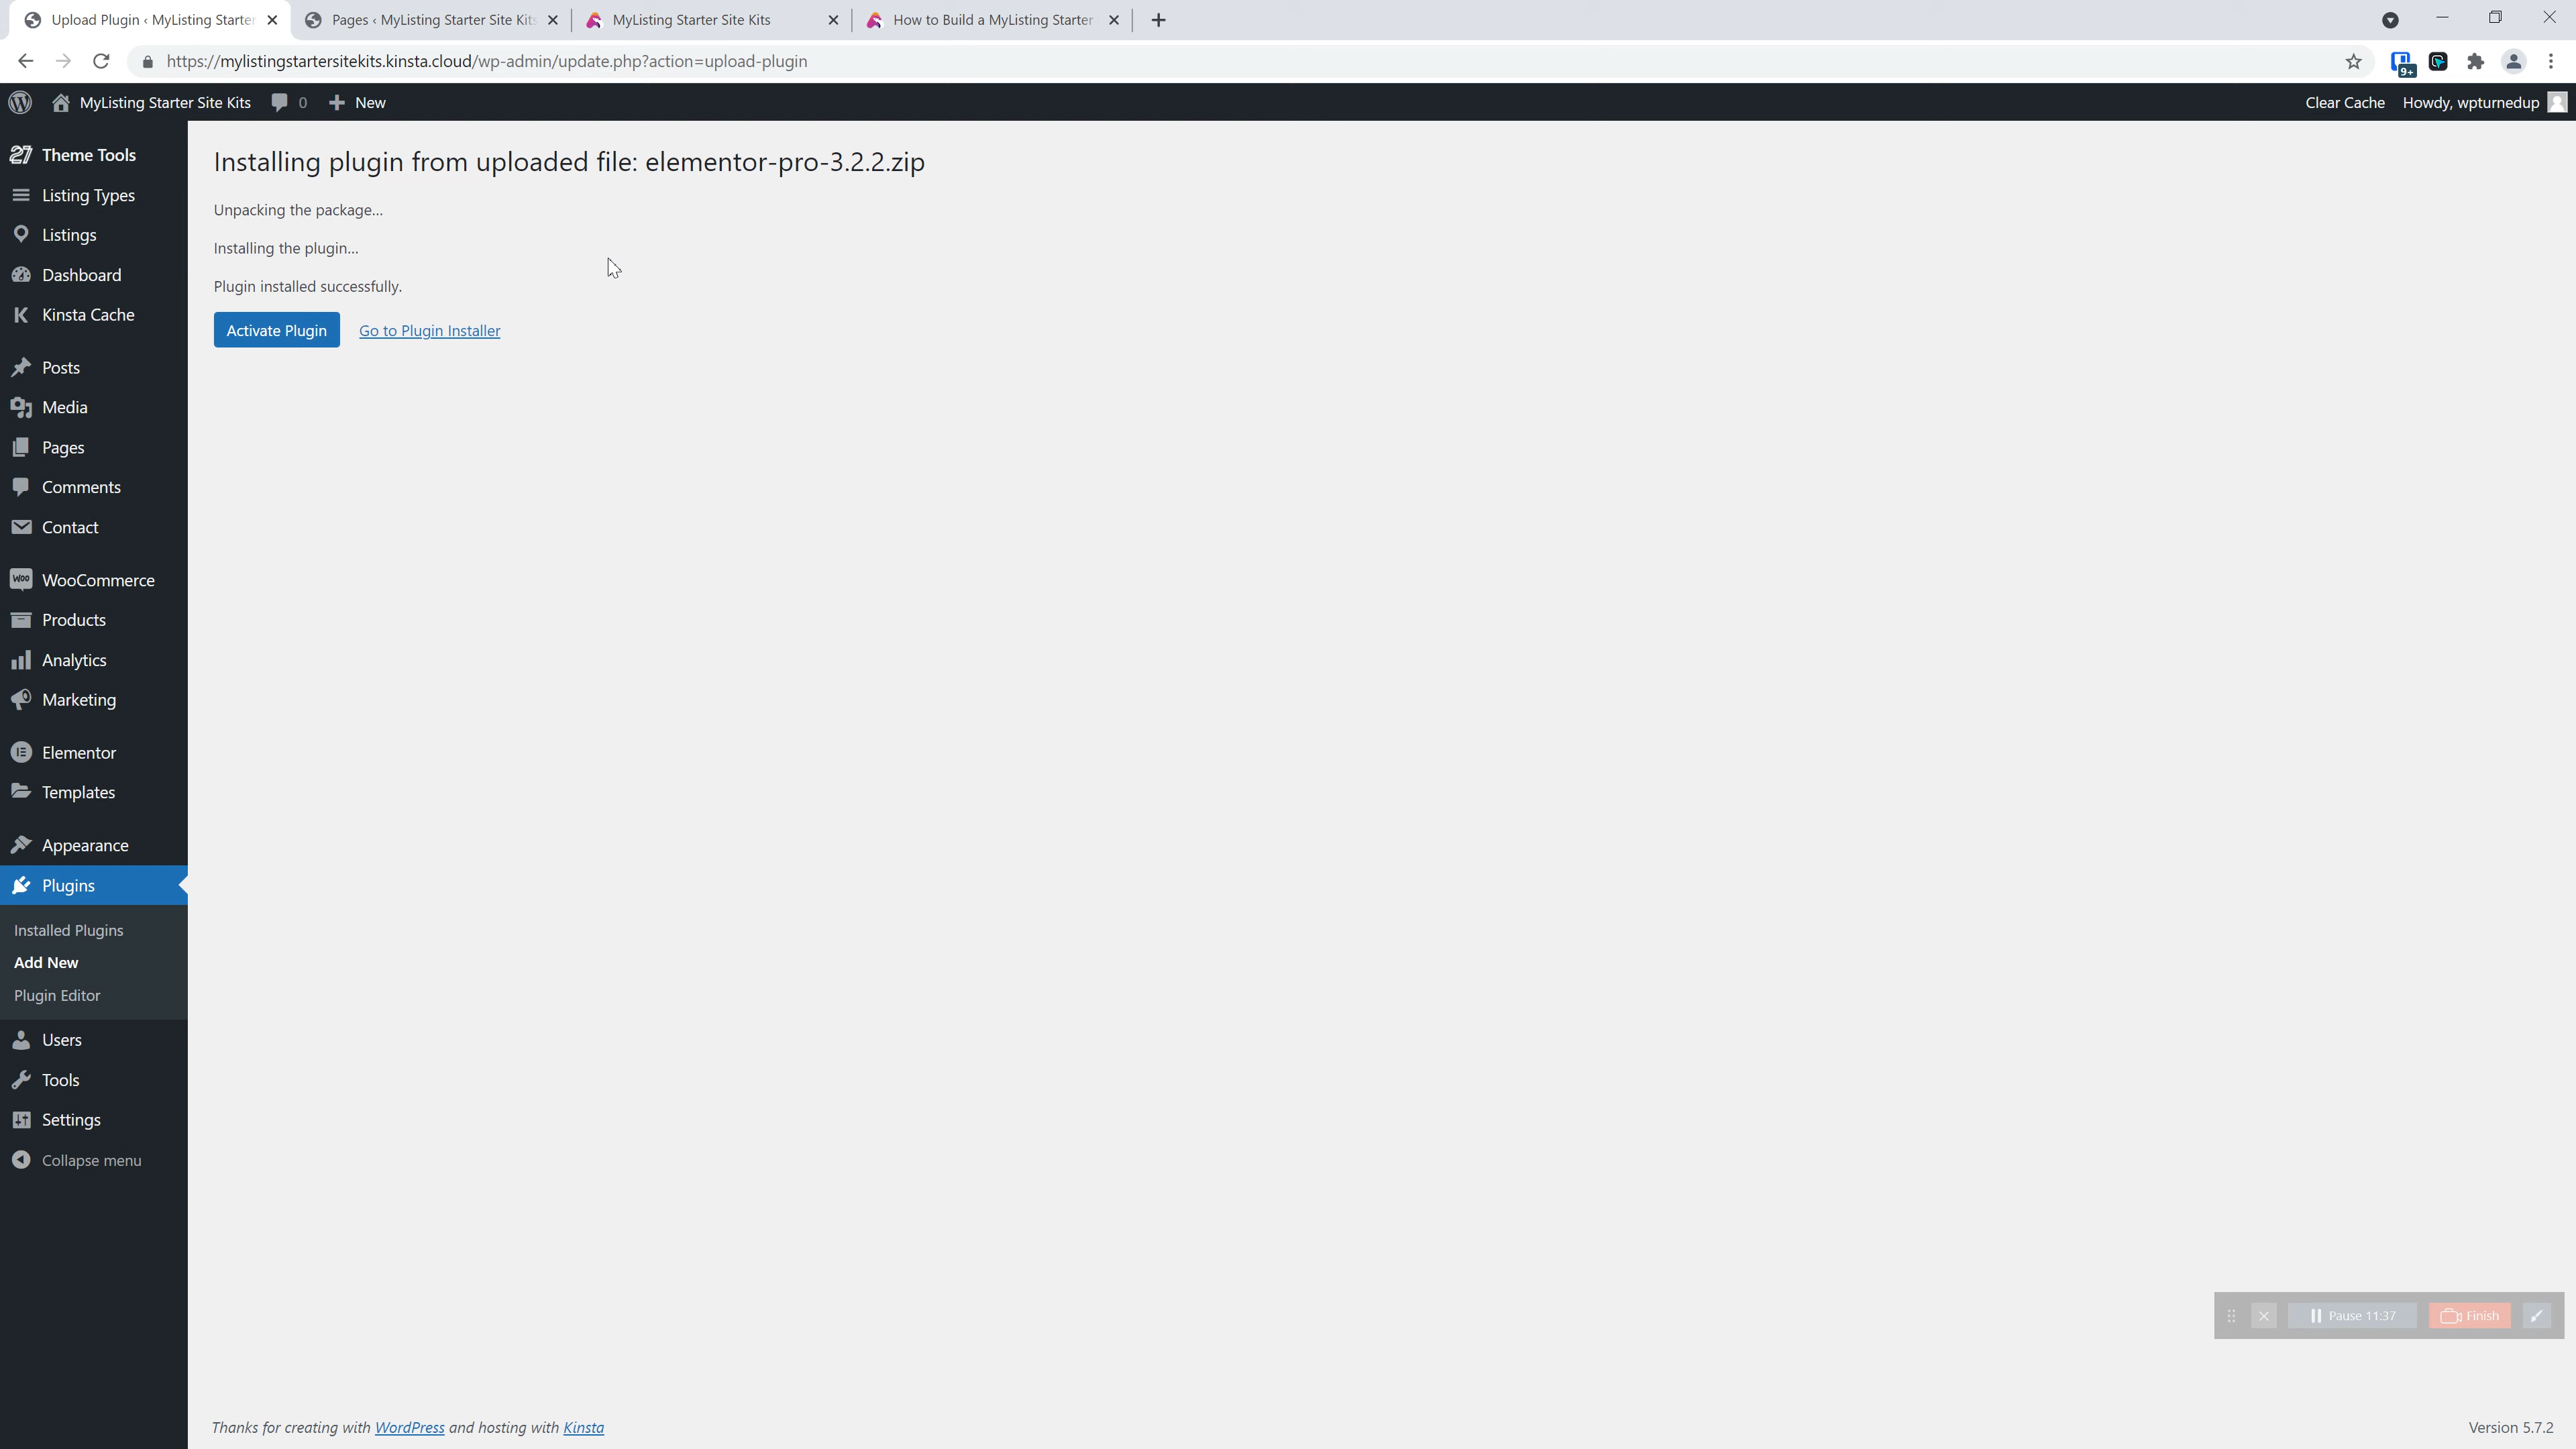 Upload Plugin ‹ MyListing Starter
Pages ‹ MyListing Starter Site Kits
MyListing Starter Site Kits
How to Build a MyListing Starter
https://mylistingstartersitekits.kinsta.cloud/wp-admin/update.php?action=upload-plugin
9+
MyListing Starter Site Kits
0
New
Clear Cache
Howdy, wpturnedup
27 Theme Tools
Listing Types
Listings
Dashboard
K Kinsta Cache
Posts
Media
Pages
Comments
Contact
Woo WooCommerce
Products
Analytics
Marketing
Elementor
Templates
Appearance
Plugins
Installed Plugins
Add New
Plugin Editor
Users
Tools
Settings
Collapse menu
Installing plugin from uploaded file: elementor-pro-3.2.2.zip
Unpacking the package...
Installing the plugin...
Plugin installed successfully.
Activate Plugin
Go to Plugin Installer
Pause 11:37
Finish
Thanks for creating with WordPress and hosting with Kinsta
Version 5.7.2